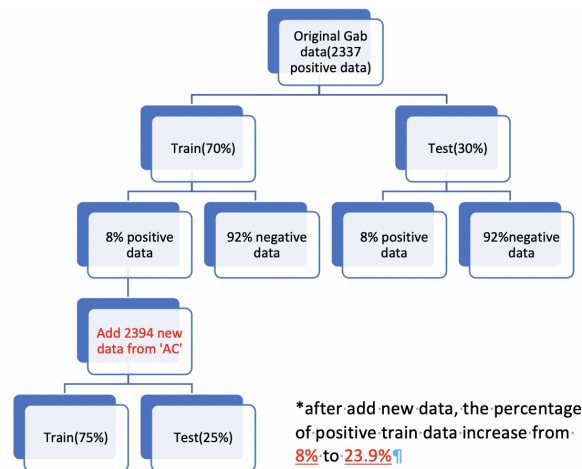 Original Gab
data(2337
positive data)
Train(70%)
Test(30%)
8% positive
data
92% negative
data
8% positive
data
92%negative
data
Add 2394 new
data from 'AC'
Train(75%)
Test(25%)
*after·add·new·data,·the·percentage·
of·positive·train·data·increase·from·
8%·to·23.9%¶